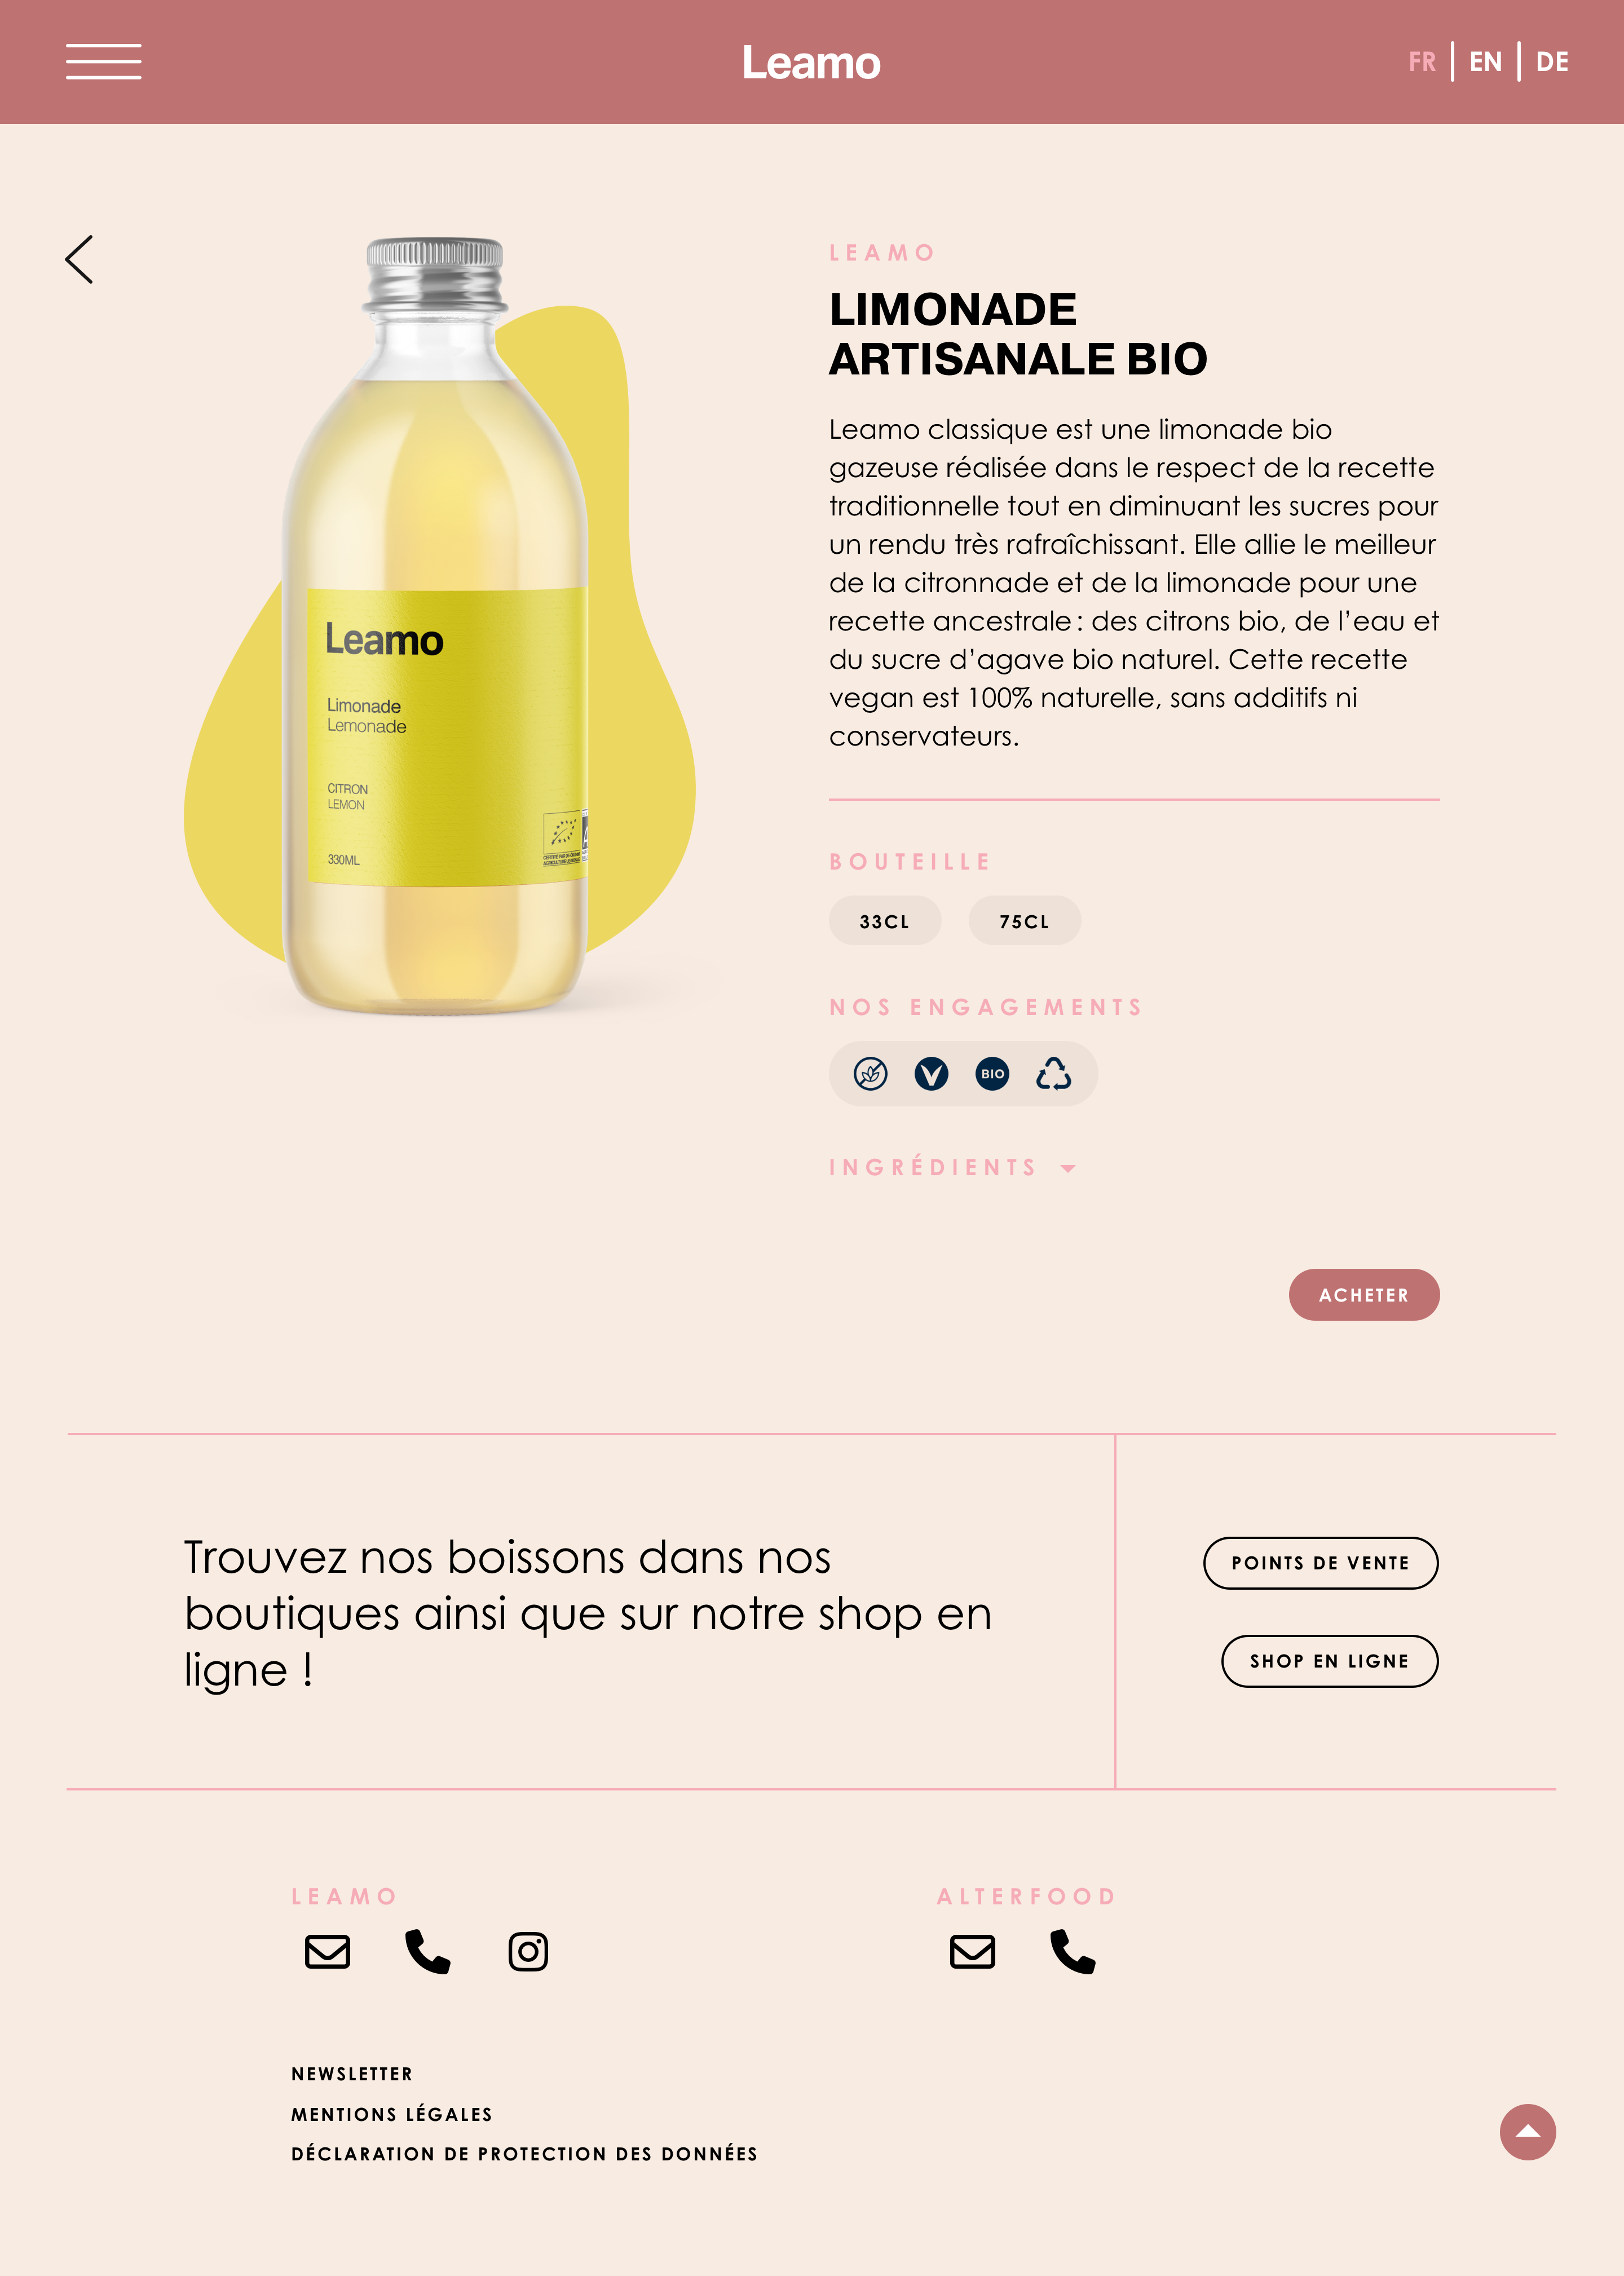 Leamo
FR | EN | DE
LEAMO
LIMONADE
ARTISANALE BIO
Leamo classique est une limonade bio
gazeuse réalisée dans le respect de la recette
traditionnelle tout en diminuant les sucres pour
un rendu très rafraîchissant. Elle allie le meilleur
de la citronnade et de la limonade pour une
recette ancestrale : des citrons bio, de l’eau et
du sucre d’agave bio naturel. Cette recette
vegan est 100% naturelle, sans additifs ni
conservateurs.
Leamo
Limonade
Lemonade
CITRON
LEMON
330ML
BOUTEILLE
33CL
75CL
NOS ENGAGEMENTS
BIO
INGRÉDIENTS
ACHETER
Trouvez nos boissons dans nos
boutiques ainsi que sur notre shop en
ligne !
POINTS DE VENTE
SHOP EN LIGNE
LEAMO
ALTERFOOD
NEWSLETTER
MENTIONS LÉGALES
DÉCLARATION DE PROTECTION DES DONNÉES